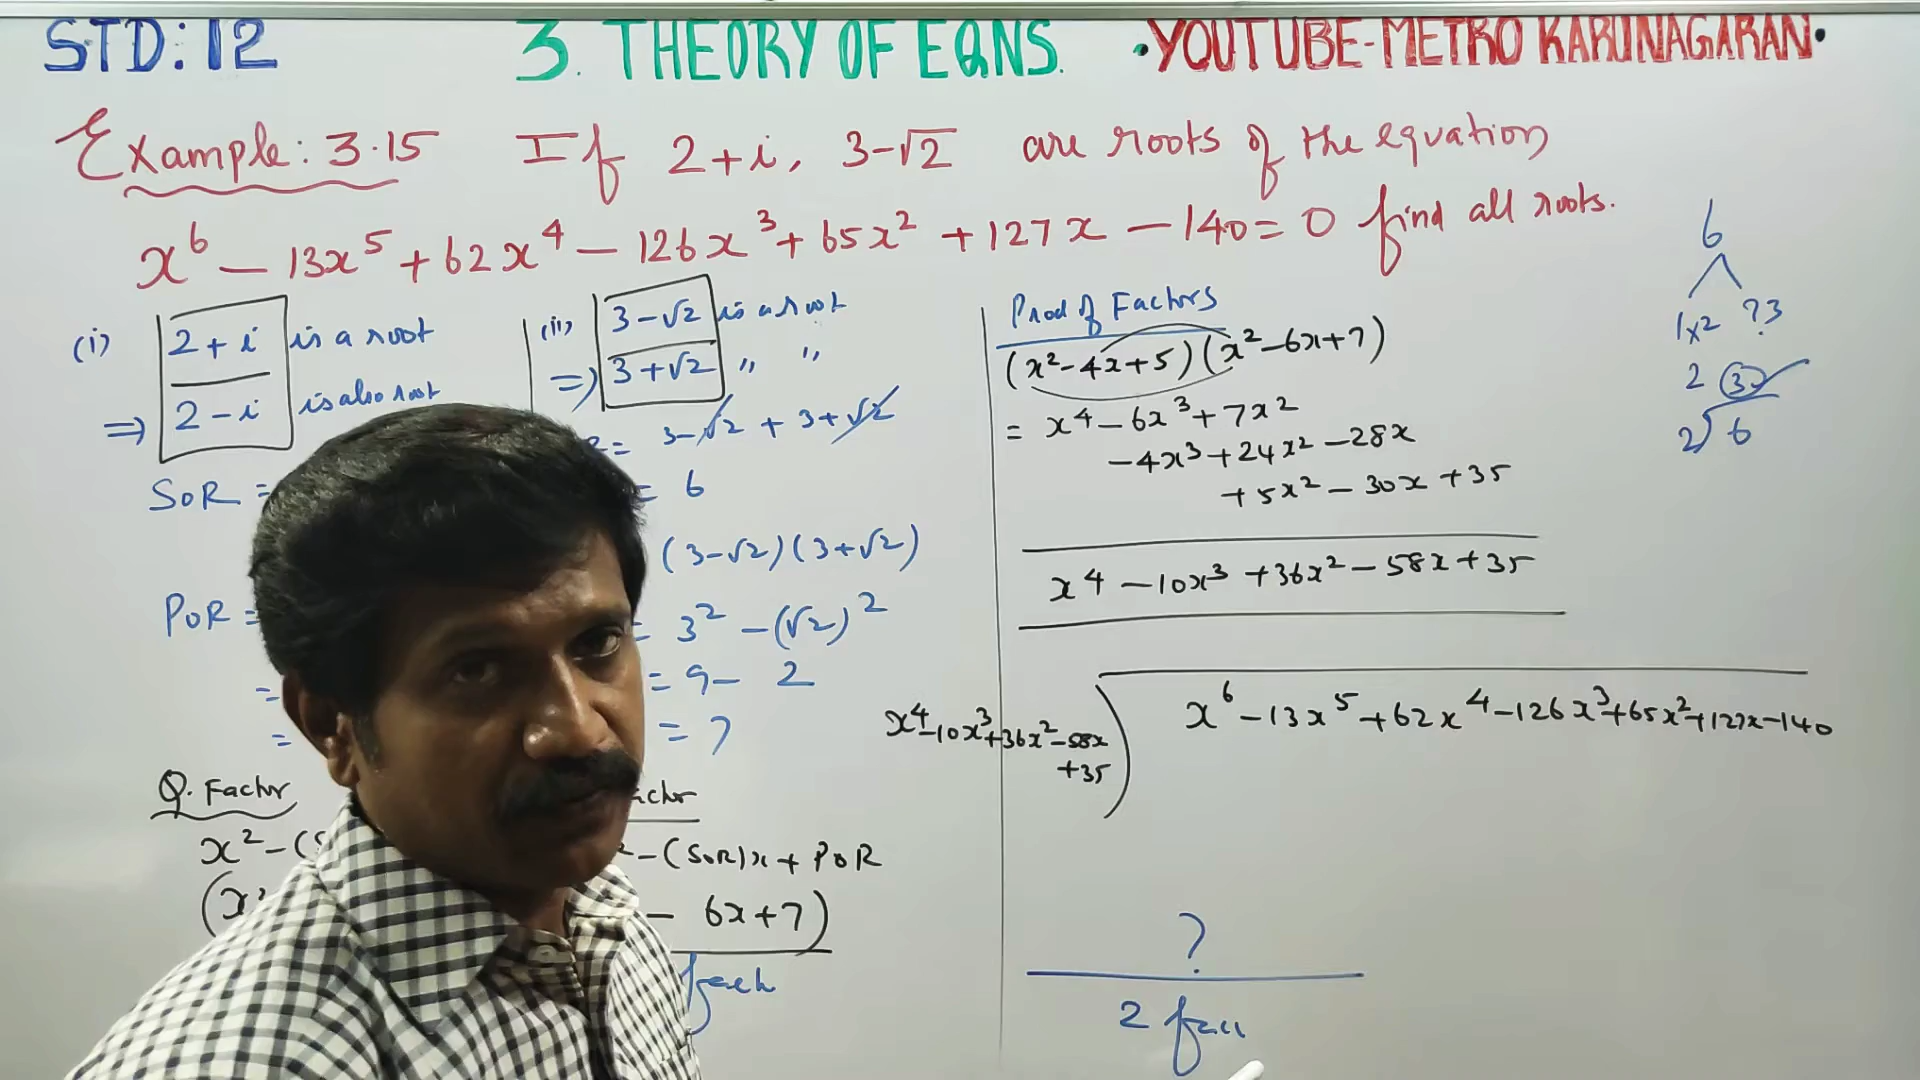 STD: 12
3. THEORY OF EQNS.
•YOUTUBE-METRO KARUNAGARAN•
Example: 3.15 If 2+i, 3-√2 are roots of the equation
x⁶ - 13x⁵ + 62x⁴ - 126x³ + 65x² + 127x - 140 = 0 find all roots.
(i) 2+i is a root
⇒ 2-i is also root
SOR =
POR =
=
=
Q. Factor
x² - (S
(x²
(ii) 3-√2 is a root
⇒ 3+√2 " "
= 3-√2 + 3+√2
= 6
(3-√2)(3+√2)
= 3² - (√2)²
= 9 - 2
= 7
- (SOR)x + POR
- 6x+7)
Prod of Factors
(x²-4x+5)(x²-6x+7)
= x⁴ - 6x³ + 7x²
- 4x³ + 24x² - 28x
+ 5x² - 30x + 35
x⁴ - 10x³ + 36x² - 58x + 35
x⁴-10x³+36x²-58x
+35
x⁶ - 13x⁵ + 62x⁴ - 126x³ + 65x² + 127x - 140
?
2
6
1x2 ? 3
2 3
2) 6